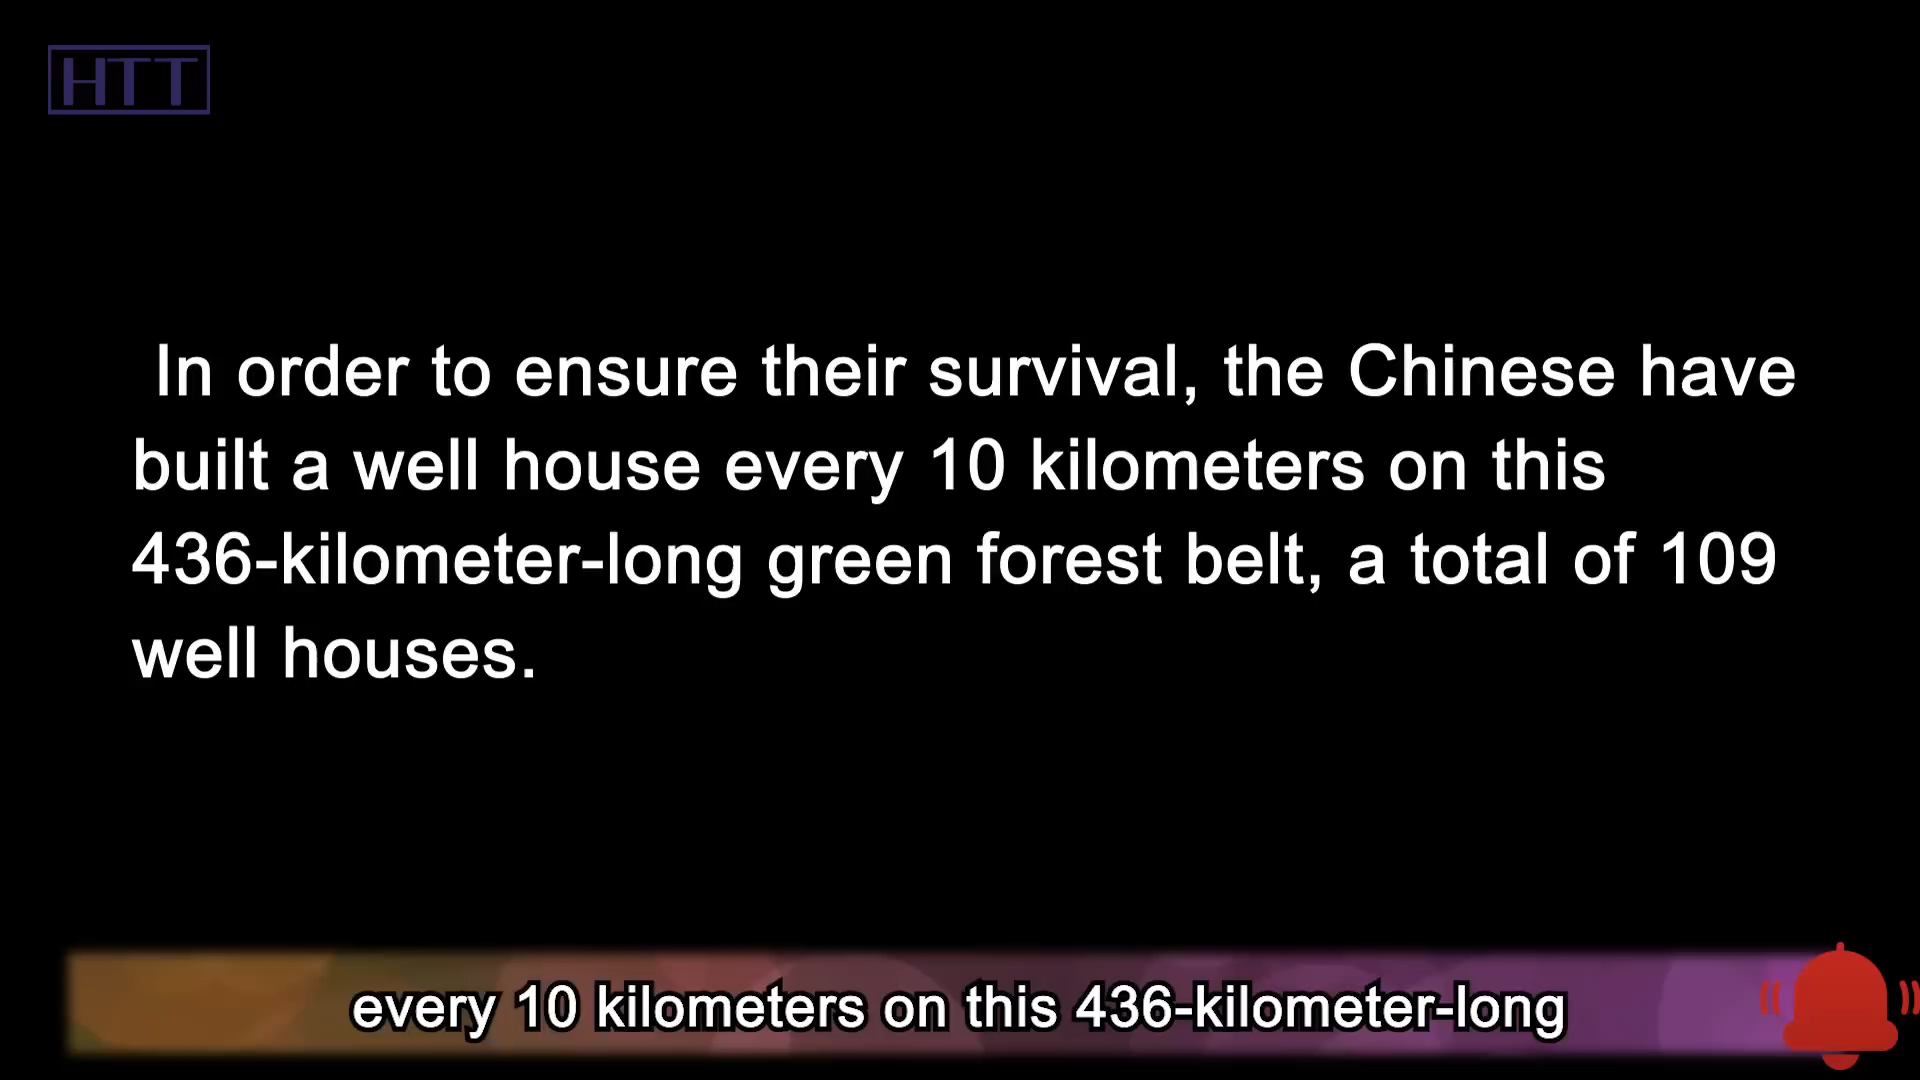 HTT
In order to ensure their survival, the Chinese have
built a well house every 10 kilometers on this
436-kilometer-long green forest belt, a total of 109
well houses.
every 10 kilometers on this 436-kilometer-long